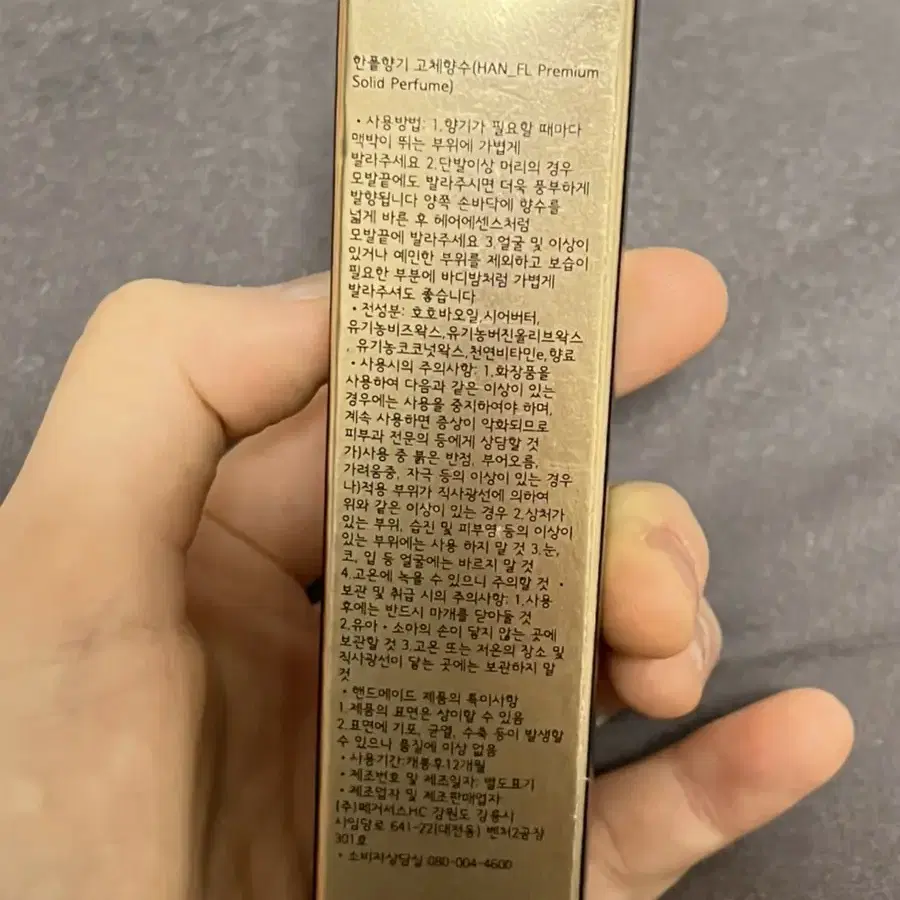 한폴향기 고체향수(HAN_FL Premium
Solid Perfume)
• 사용방법: 1.향기가 필요할 때마다
맥박이 뛰는 부위에 가볍게
발라주세요 2.단발이상 머리의 경우
모발끝에도 발라주시면 더욱 풍부하게
발향됩니다 양쪽 손바닥에 향수를
넓게 바른 후 헤어에센스처럼
모발끝에 발라주세요 3.얼굴 및 이상이
있거나 예민한 부위를 제외하고 보습이
필요한 부분에 바디밤처럼 가볍게
발라주셔도 좋습니다
• 전성분: 호호바오일,시어버터,
유기농비즈왁스,유기농버진올리브왁스
, 유기농코코넛왁스,천연비타민e,향료
• 사용시의 주의사항: 1.화장품을
사용하여 다음과 같은 이상이 있는
경우에는 사용을 중지하여야 하며,
계속 사용하면 증상이 악화되므로
피부과 전문의 등에게 상담할 것
가)사용 중 붉은 반점, 부어오름,
가려움증, 자극 등의 이상이 있는 경우
나)적용 부위가 직사광선에 의하여
위와 같은 이상이 있는 경우 2.상처가
있는 부위, 습진 및 피부염 등의 이상이
있는 부위에는 사용 하지 말 것 3.눈,
코, 입 등 얼굴에는 바르지 말 것
4.고온에 녹을 수 있으니 주의할 것 •
보관 및 취급 시의 주의사항: 1.사용
후에는 반드시 마개를 닫아둘 것
2.유아・소아의 손이 닿지 않는 곳에
보관할 것 3.고온 또는 저온의 장소 및
직사광선이 닿는 곳에는 보관하지 말
것
• 핸드메이드 제품의 특이사항
1.제품의 표면은 상이할 수 있음
2.표면에 기포, 균열, 수축 등이 발생할
수 있으나 품질에 이상 없음
• 사용기간:개봉후12개월
• 제조번호 및 제조일자: 별도표기
• 제조업자 및 제조판매업자
(주)메거서스HC 강원도 강릉시
사임당로 641-22(대전동) 벤처2공장
301호
• 소비자상담실 080-004-4600